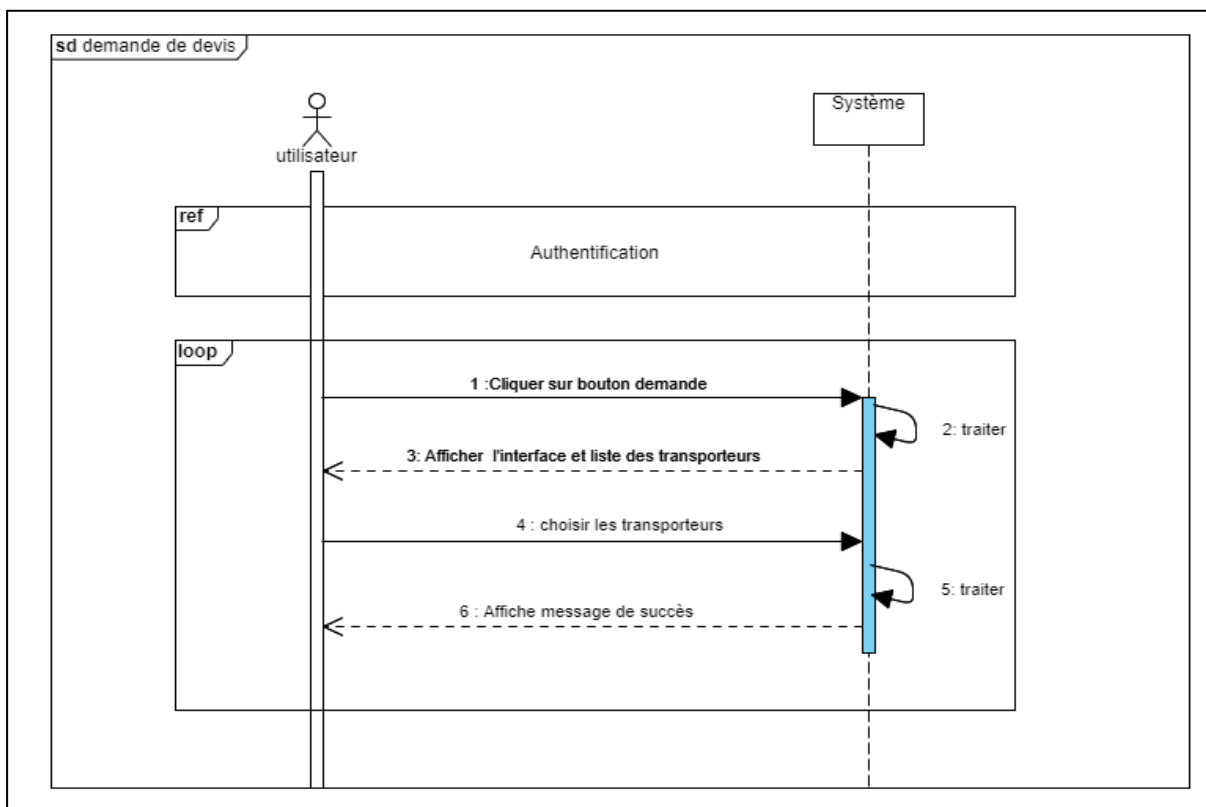 sd demande de devis
Système
utilisateur
ref
Authentification
loop
1 :Cliquer sur bouton demande
2: traiter
3: Afficher l'interface et liste des transporteurs
4 : choisir les transporteurs
5: traiter
6 : Affiche message de succès